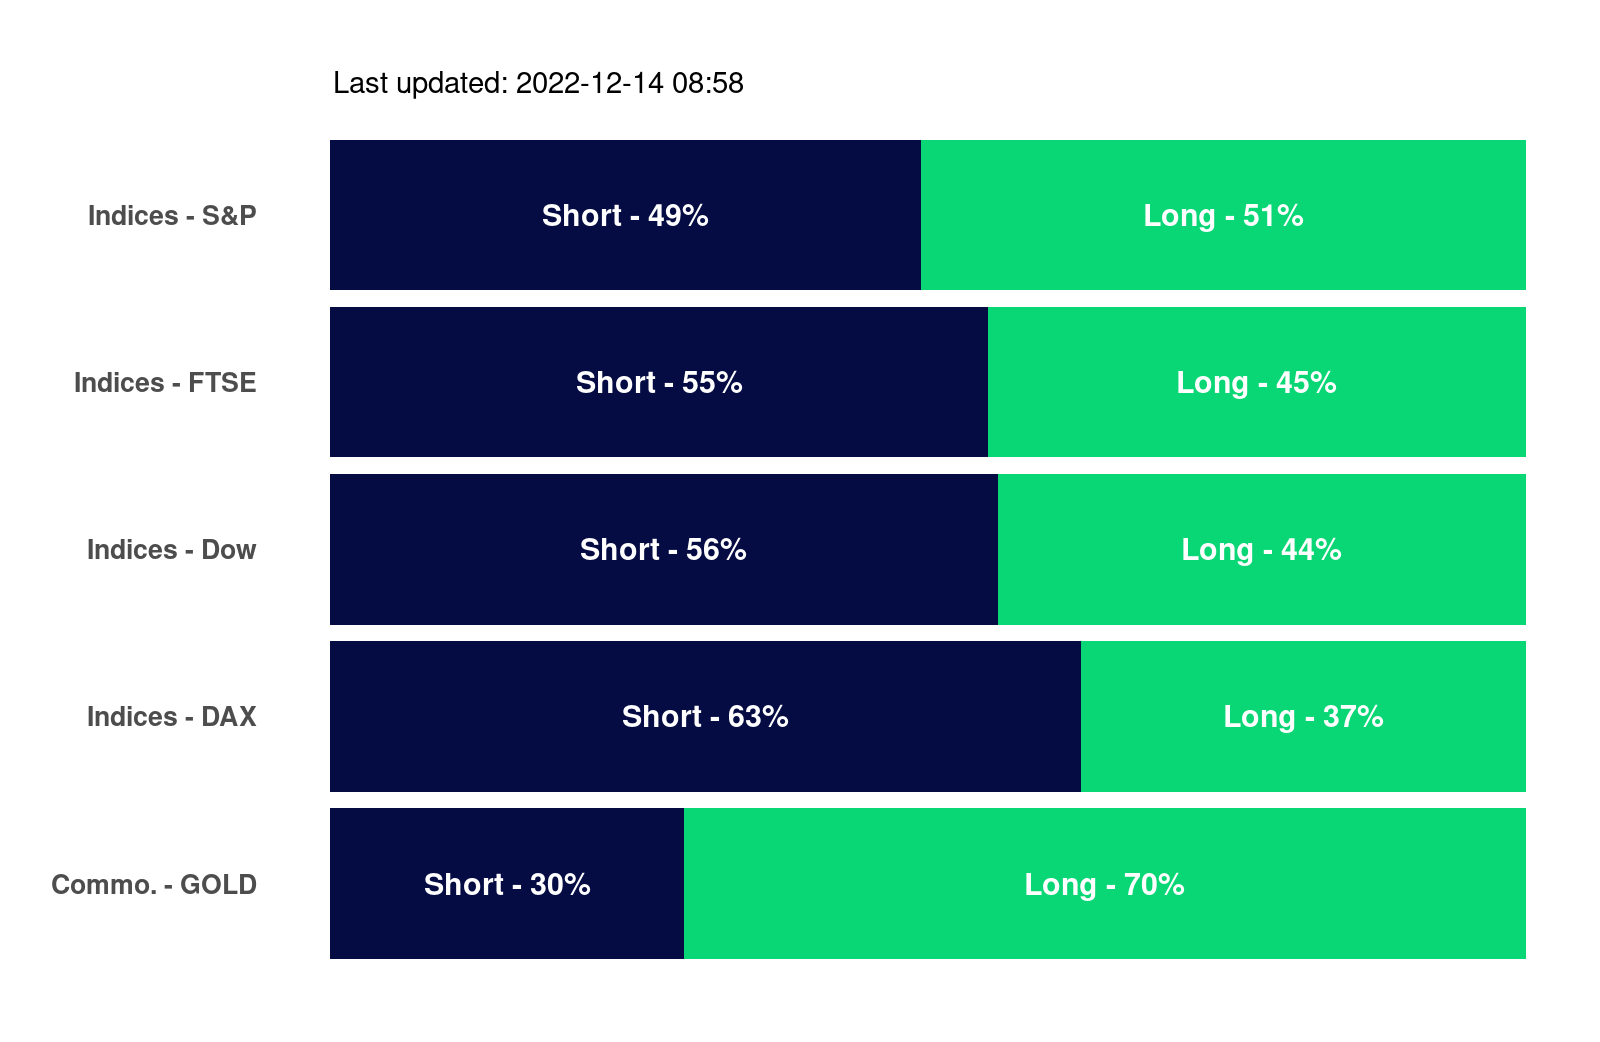 Last updated: 2022-12-14 08:58
Indices - S&P Short - 49% Long - 51%
Indices - FTSE Short - 55% Long - 45%
Indices - Dow Short - 56% Long - 44%
Indices - DAX Short - 63% Long - 37%
Commo. - GOLD Short - 30% Long - 70%